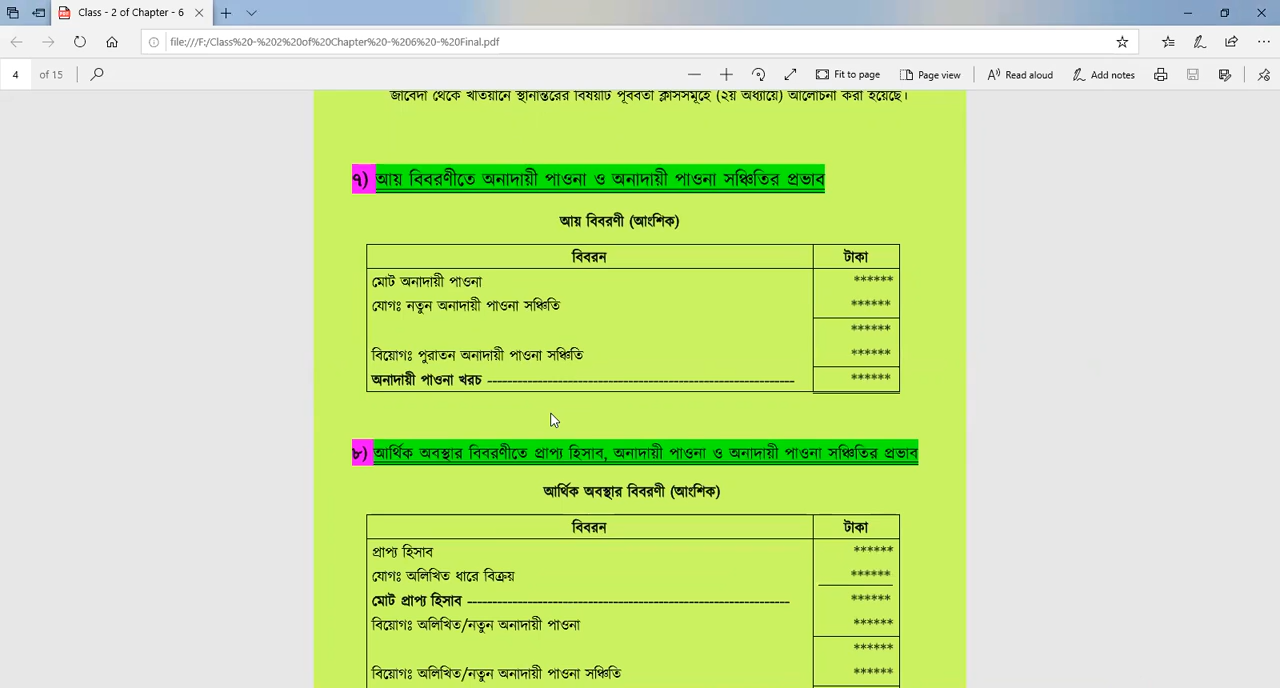 Class - 2 of Chapter - 6
file:///F:/Class%20-%202%20of%20Chapter%20-%206%20-%20Final.pdf
4 of 15 Fit to page Page view Read aloud Add notes
জাবেদা থেকে খতিয়ানে স্থানান্তরের বিষয়টি পূর্ববর্তী ক্লাসসমূহে (২য় অধ্যায়ে) আলোচনা করা হয়েছে।
৭) আয় বিবরণীতে অনাদায়ী পাওনা ও অনাদায়ী পাওনা সঞ্চিতির প্রভাব
আয় বিবরণী (আংশিক)
বিবরন টাকা
মোট অনাদায়ী পাওনা ******
যোগঃ নতুন অনাদায়ী পাওনা সঞ্চিতি ******
******
বিয়োগঃ পুরাতন অনাদায়ী পাওনা সঞ্চিতি ******
অনাদায়ী পাওনা খরচ ------------------------------------------------------------- ******
৮) আর্থিক অবস্থার বিবরণীতে প্রাপ্য হিসাব, অনাদায়ী পাওনা ও অনাদায়ী পাওনা সঞ্চিতির প্রভাব
আর্থিক অবস্থার বিবরণী (আংশিক)
বিবরন টাকা
প্রাপ্য হিসাব ******
যোগঃ অলিখিত ধারে বিক্রয় ******
মোট প্রাপ্য হিসাব ---------------------------------------------------------------- ******
বিয়োগঃ অলিখিত/নতুন অনাদায়ী পাওনা ******
******
বিয়োগঃ অলিখিত/নতুন অনাদায়ী পাওনা সঞ্চিতি ******